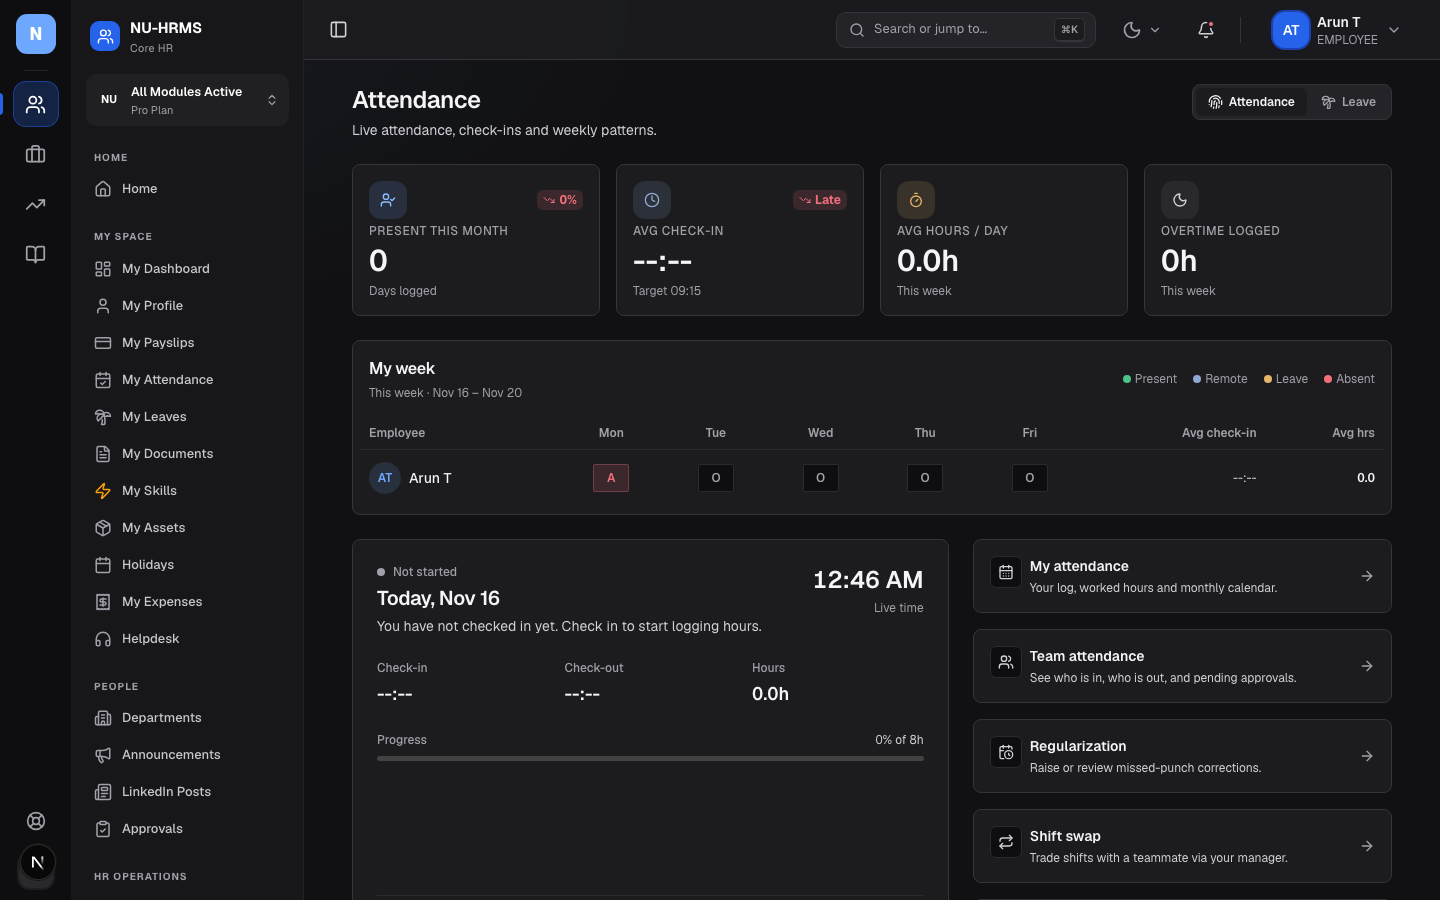 N
NU-HRMS
Core HR
NU
All Modules Active
Pro Plan
HOME
Home
MY SPACE
My Dashboard
My Profile
My Payslips
My Attendance
My Leaves
My Documents
My Skills
My Assets
Holidays
My Expenses
Helpdesk
PEOPLE
Departments
Announcements
LinkedIn Posts
Approvals
HR OPERATIONS
N
Search or jump to…
⌘K
AT
Arun T
EMPLOYEE
Attendance
Live attendance, check-ins and weekly patterns.
Attendance
Leave
0%
PRESENT THIS MONTH
0
Days logged
Late
AVG CHECK-IN
--:--
Target 09:15
AVG HOURS / DAY
0.0h
This week
OVERTIME LOGGED
0h
This week
My week
This week · Nov 16 – Nov 20
Present Remote Leave Absent
Employee Mon Tue Wed Thu Fri Avg check-in Avg hrs
AT Arun T A O O O O --:-- 0.0
Not started
Today, Nov 16
You have not checked in yet. Check in to start logging hours.
12:46 AM
Live time
Check-in Check-out Hours
--:-- --:-- 0.0h
Progress 0% of 8h
My attendance
Your log, worked hours and monthly calendar.
Team attendance
See who is in, who is out, and pending approvals.
Regularization
Raise or review missed-punch corrections.
Shift swap
Trade shifts with a teammate via your manager.